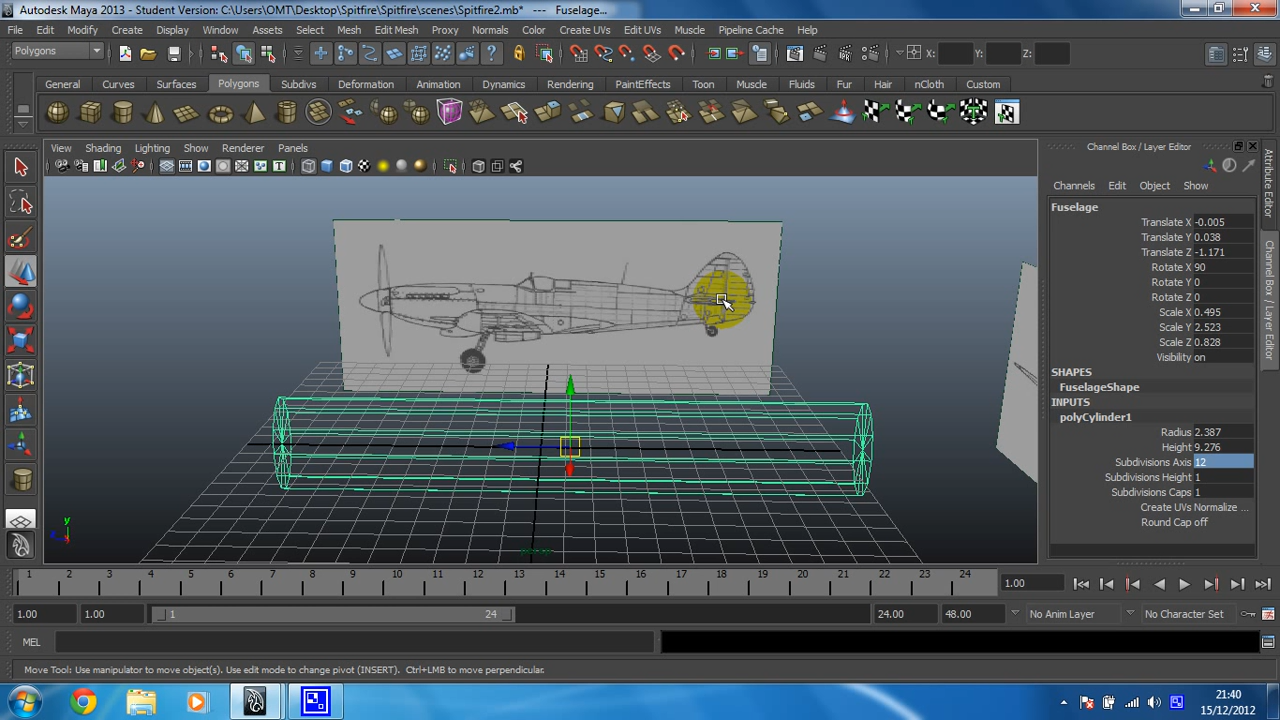 Autodesk Maya 2013 - Student Version: C:\Users\OMT\Desktop\Spitfire\Spitfire\scenes\Spitfire2.mb* --- Fuselage...
File Edit Modify Create Display Window Assets Select Mesh Edit Mesh Proxy Normals Color Create UVs Edit UVs Muscle Pipeline Cache Help
Polygons X: Y: Z:
General Curves Surfaces Polygons Subdivs Deformation Animation Dynamics Rendering PaintEffects Toon Muscle Fluids Fur Hair nCloth Custom
View Shading Lighting Show Renderer Panels
Channel Box / Layer Editor
Channels Edit Object Show
Fuselage
Translate X -0.005
Translate Y 0.038
Translate Z -1.171
Rotate X 90
Rotate Y 0
Rotate Z 0
Scale X 0.495
Scale Y 2.523
Scale Z 0.828
Visibility on
SHAPES
FuselageShape
INPUTS
polyCylinder1
Radius 2.387
Height 9.276
Subdivisions Axis 12
Subdivisions Height 1
Subdivisions Caps 1
Create UVs Normalize ...
Round Cap off
Attribute Editor
Channel Box / Layer Editor
y
persp
1 2 3 4 5 6 7 8 9 10 11 12 13 14 15 16 17 18 19 20 21 22 23 24 1.00
1.00 1.00 1 24 24.00 48.00 No Anim Layer No Character Set
MEL
Move Tool: Use manipulator to move object(s). Use edit mode to change pivot (INSERT). Ctrl+LMB to move perpendicular.
21:40
15/12/2012